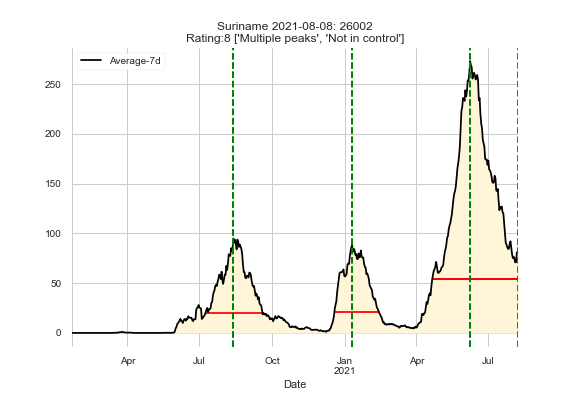 Suriname 2021-08-08: 26002
Rating:8 ['Multiple peaks', 'Not in control']
Average-7d
250
200
150
100
50
0
Apr Jul Oct Jan Apr Jul
2021
Date